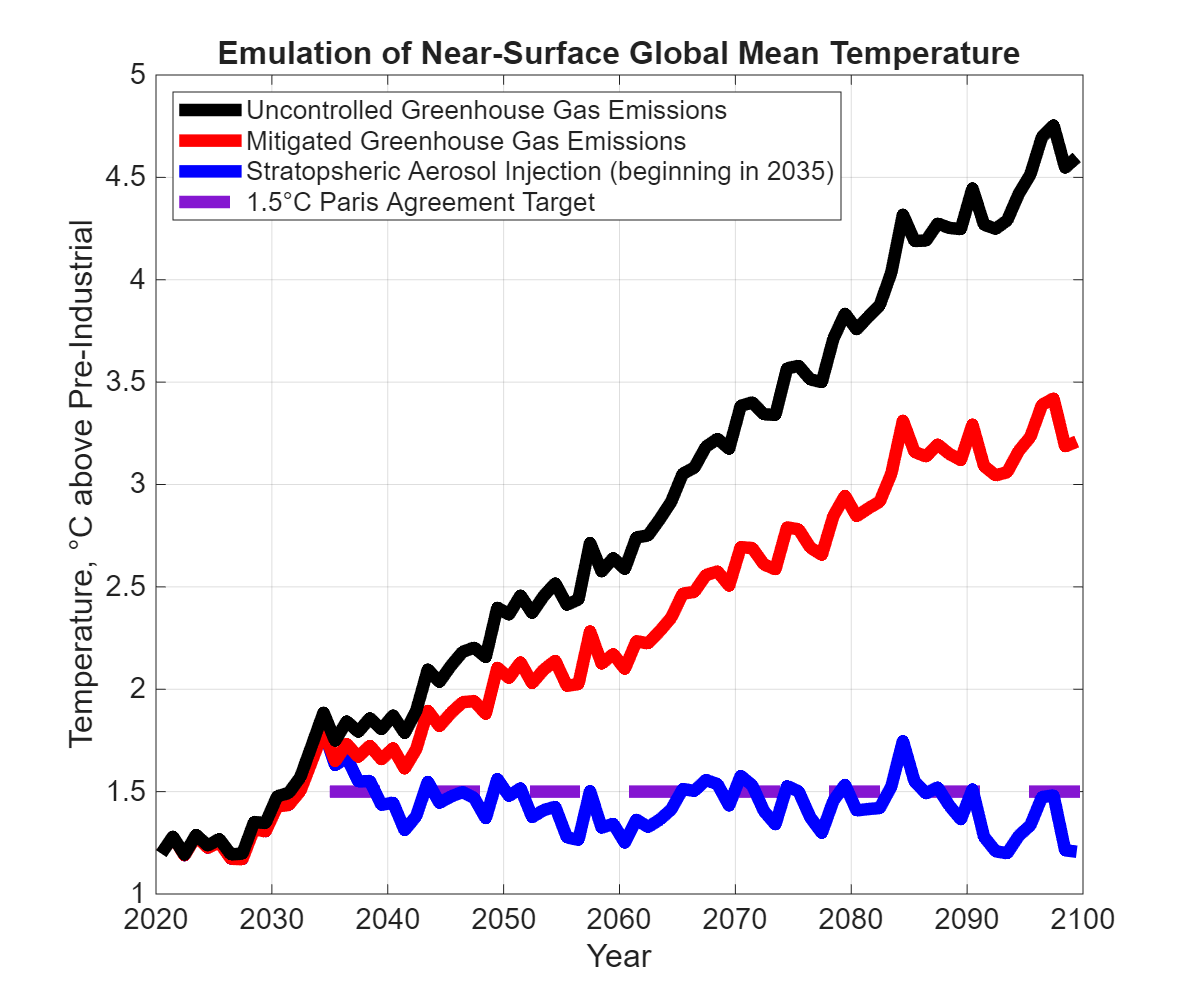 Emulation of Near-Surface Global Mean Temperature
Uncontrolled Greenhouse Gas Emissions
Mitigated Greenhouse Gas Emissions
Stratopsheric Aerosol Injection (beginning in 2035)
1.5°C Paris Agreement Target
Temperature, °C above Pre-Industrial
5
4.5
4
3.5
3
2.5
2
1.5
1
2020 2030 2040 2050 2060 2070 2080 2090 2100
Year